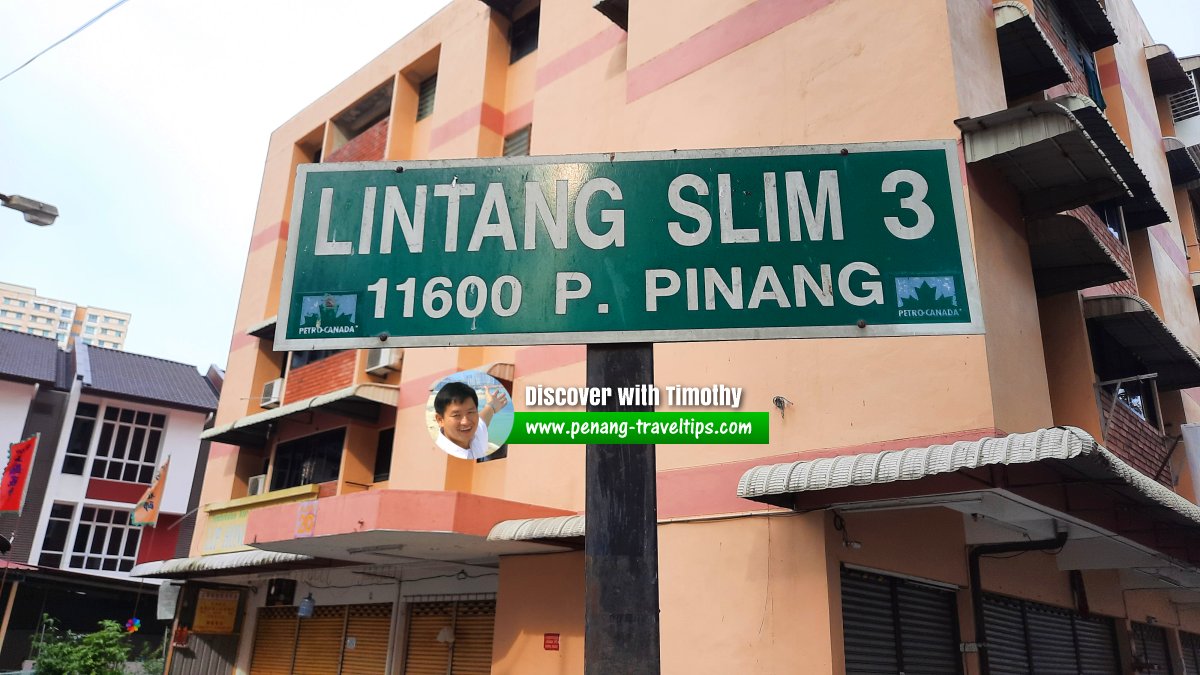 LINTANG SLIM 3
11600 P. PINANG
PETRO-CANADA
PETRO-CANADA
Discover with Timothy
www.penang-traveltips.com